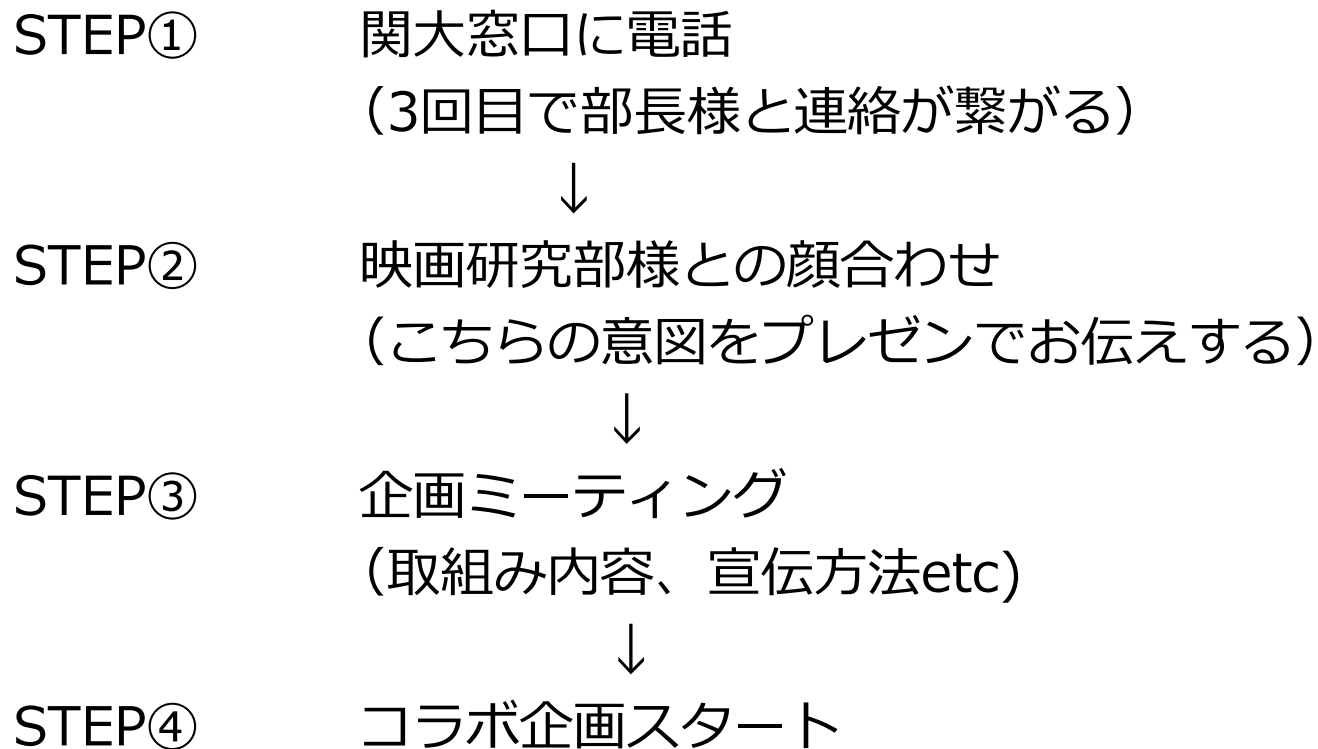 STEP① 関大窓口に電話
（3回目で部長様と連絡が繋がる）
↓
STEP② 映画研究部様との顔合わせ
（こちらの意図をプレゼンでお伝えする）
↓
STEP③ 企画ミーティング
（取組み内容、宣伝方法etc)
↓
STEP④ コラボ企画スタート